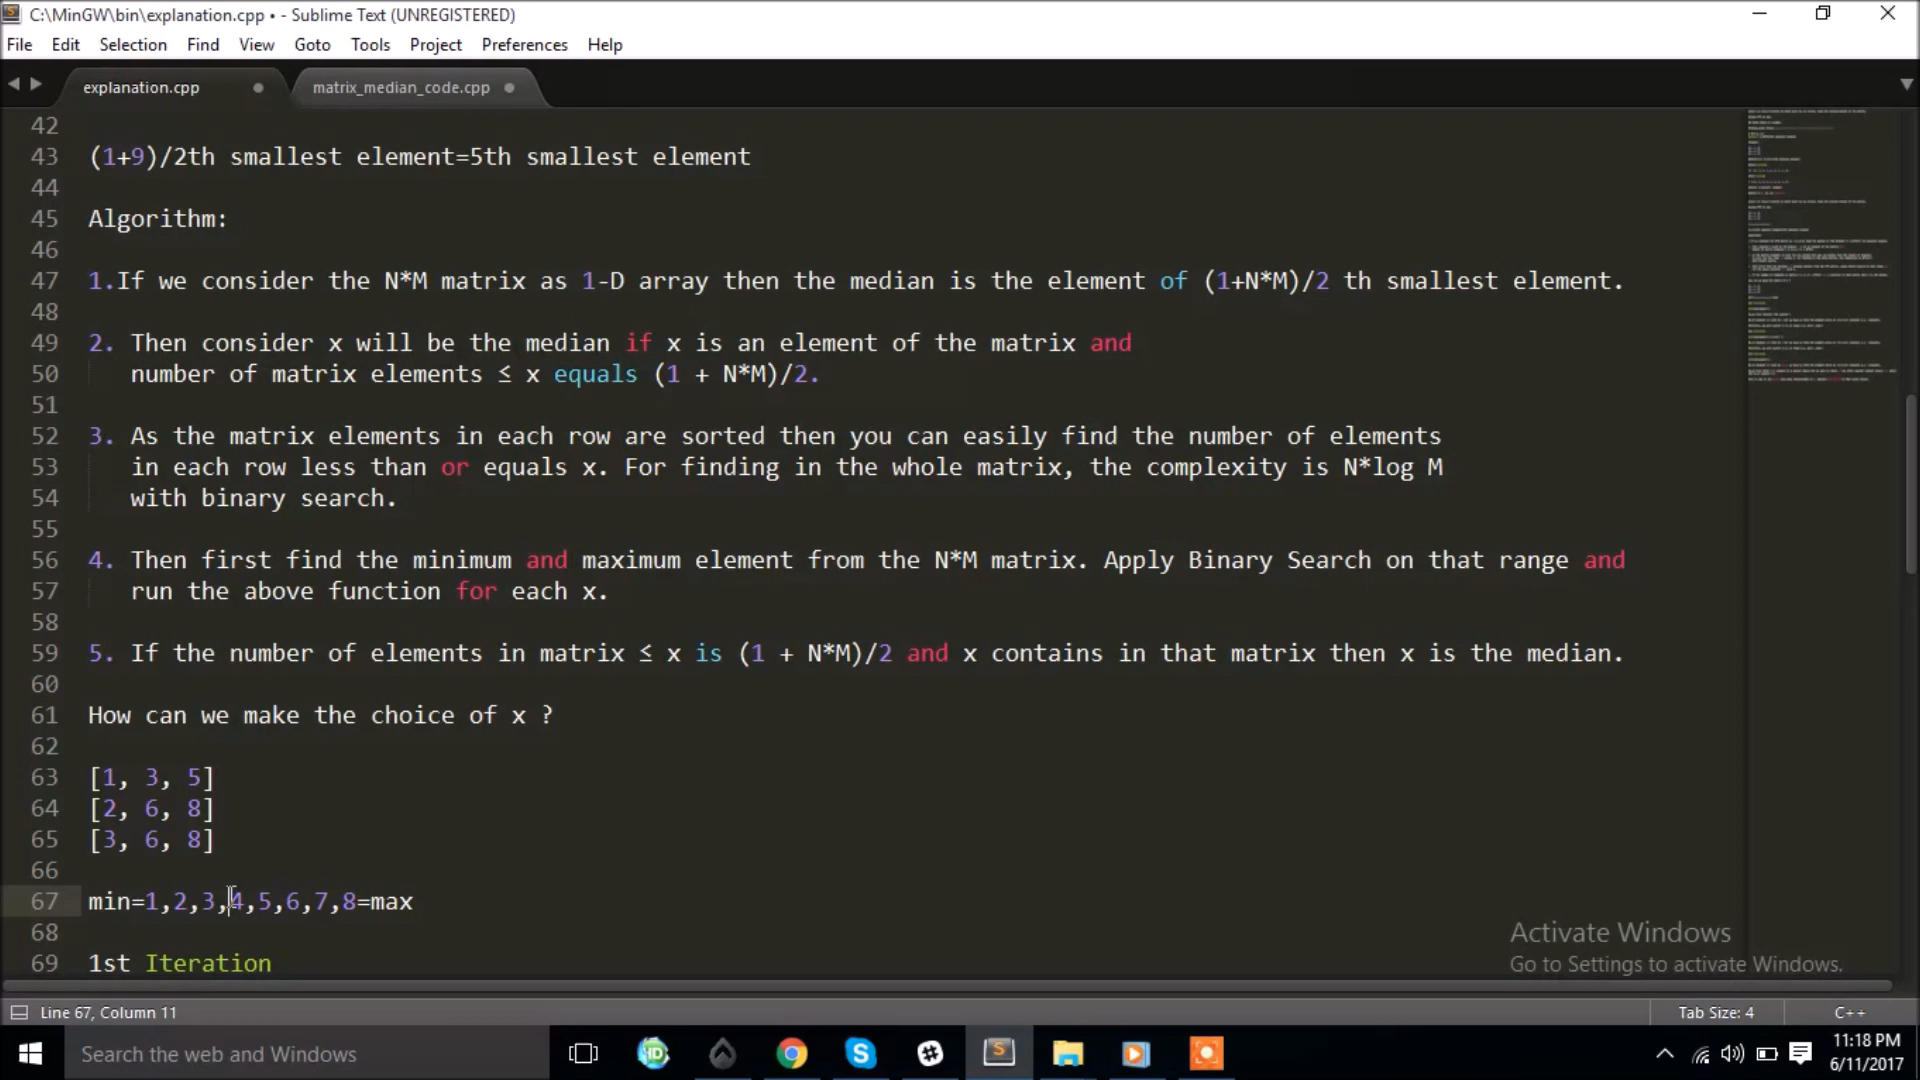 C:\MinGW\bin\explanation.cpp • - Sublime Text (UNREGISTERED)
File Edit Selection Find View Goto Tools Project Preferences Help
explanation.cpp matrix_median_code.cpp
42
43 (1+9)/2th smallest element=5th smallest element
44
45 Algorithm:
46
47 1.If we consider the N*M matrix as 1-D array then the median is the element of (1+N*M)/2 th smallest element.
48
49 2. Then consider x will be the median if x is an element of the matrix and
50 number of matrix elements ≤ x equals (1 + N*M)/2.
51
52 3. As the matrix elements in each row are sorted then you can easily find the number of elements
53 in each row less than or equals x. For finding in the whole matrix, the complexity is N*log M
54 with binary search.
55
56 4. Then first find the minimum and maximum element from the N*M matrix. Apply Binary Search on that range and
57 run the above function for each x.
58
59 5. If the number of elements in matrix ≤ x is (1 + N*M)/2 and x contains in that matrix then x is the median.
60
61 How can we make the choice of x ?
62
63 [1, 3, 5]
64 [2, 6, 8]
65 [3, 6, 8]
66
67 min=1,2,3,4,5,6,7,8=max
68
69 1st Iteration
Activate Windows
Go to Settings to activate Windows.
Line 67, Column 11 Tab Size: 4 C++
Search the web and Windows
11:18 PM
6/11/2017